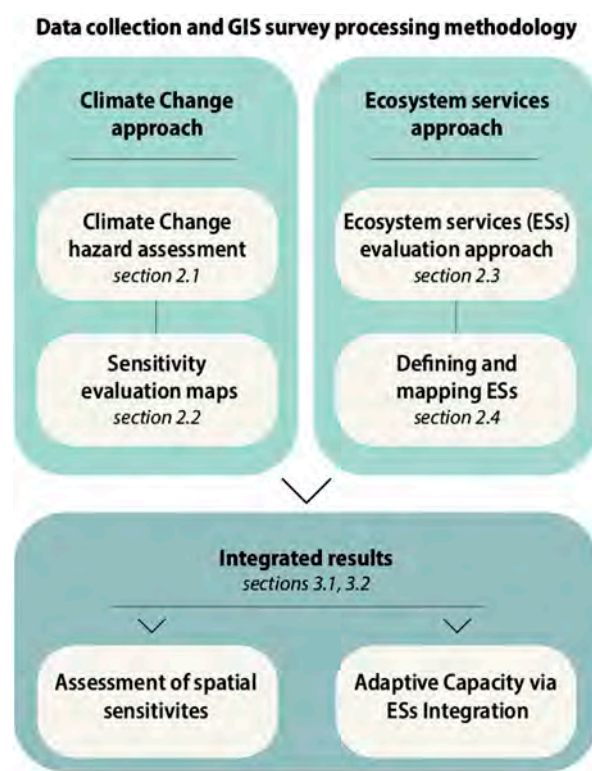 Data collection and GIS survey processing methodology
Climate Change
approach
Climate Change
hazard assessment
section 2.1
Sensitivity
evaluation maps
section 2.2
Ecosystem services
approach
Ecosystem services (ESs)
evaluation approach
section 2.3
Defining and
mapping ESs
section 2.4
Integrated results
sections 3.1, 3.2
Assessment of spatial
sensitivites
Adaptive Capacity via
ESs Integration